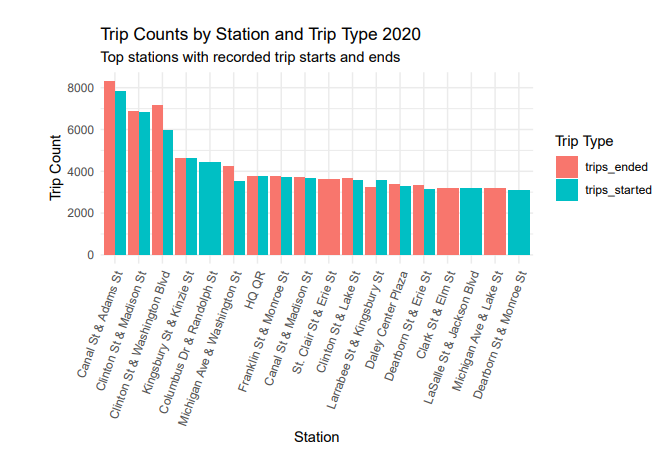 Trip Counts by Station and Trip Type 2020
Top stations with recorded trip starts and ends
Trip Count
8000
6000
4000
2000
0
Canal St & Adams St
Clinton St & Madison St
Clinton St & Washington Blvd
Kingsbury St & Kinzie St
Columbus Dr & Randolph St
Michigan Ave & Washington St
HQ QR
Franklin St & Monroe St
Canal St & Madison St
St. Clair St & Erie St
Clinton St & Lake St
Larrabee St & Kingsbury St
Daley Center Plaza
Dearborn St & Erie St
Clark St & Elm St
LaSalle St & Jackson Blvd
Michigan Ave & Lake St
Dearborn St & Monroe St
Station
Trip Type
trips_ended
trips_started